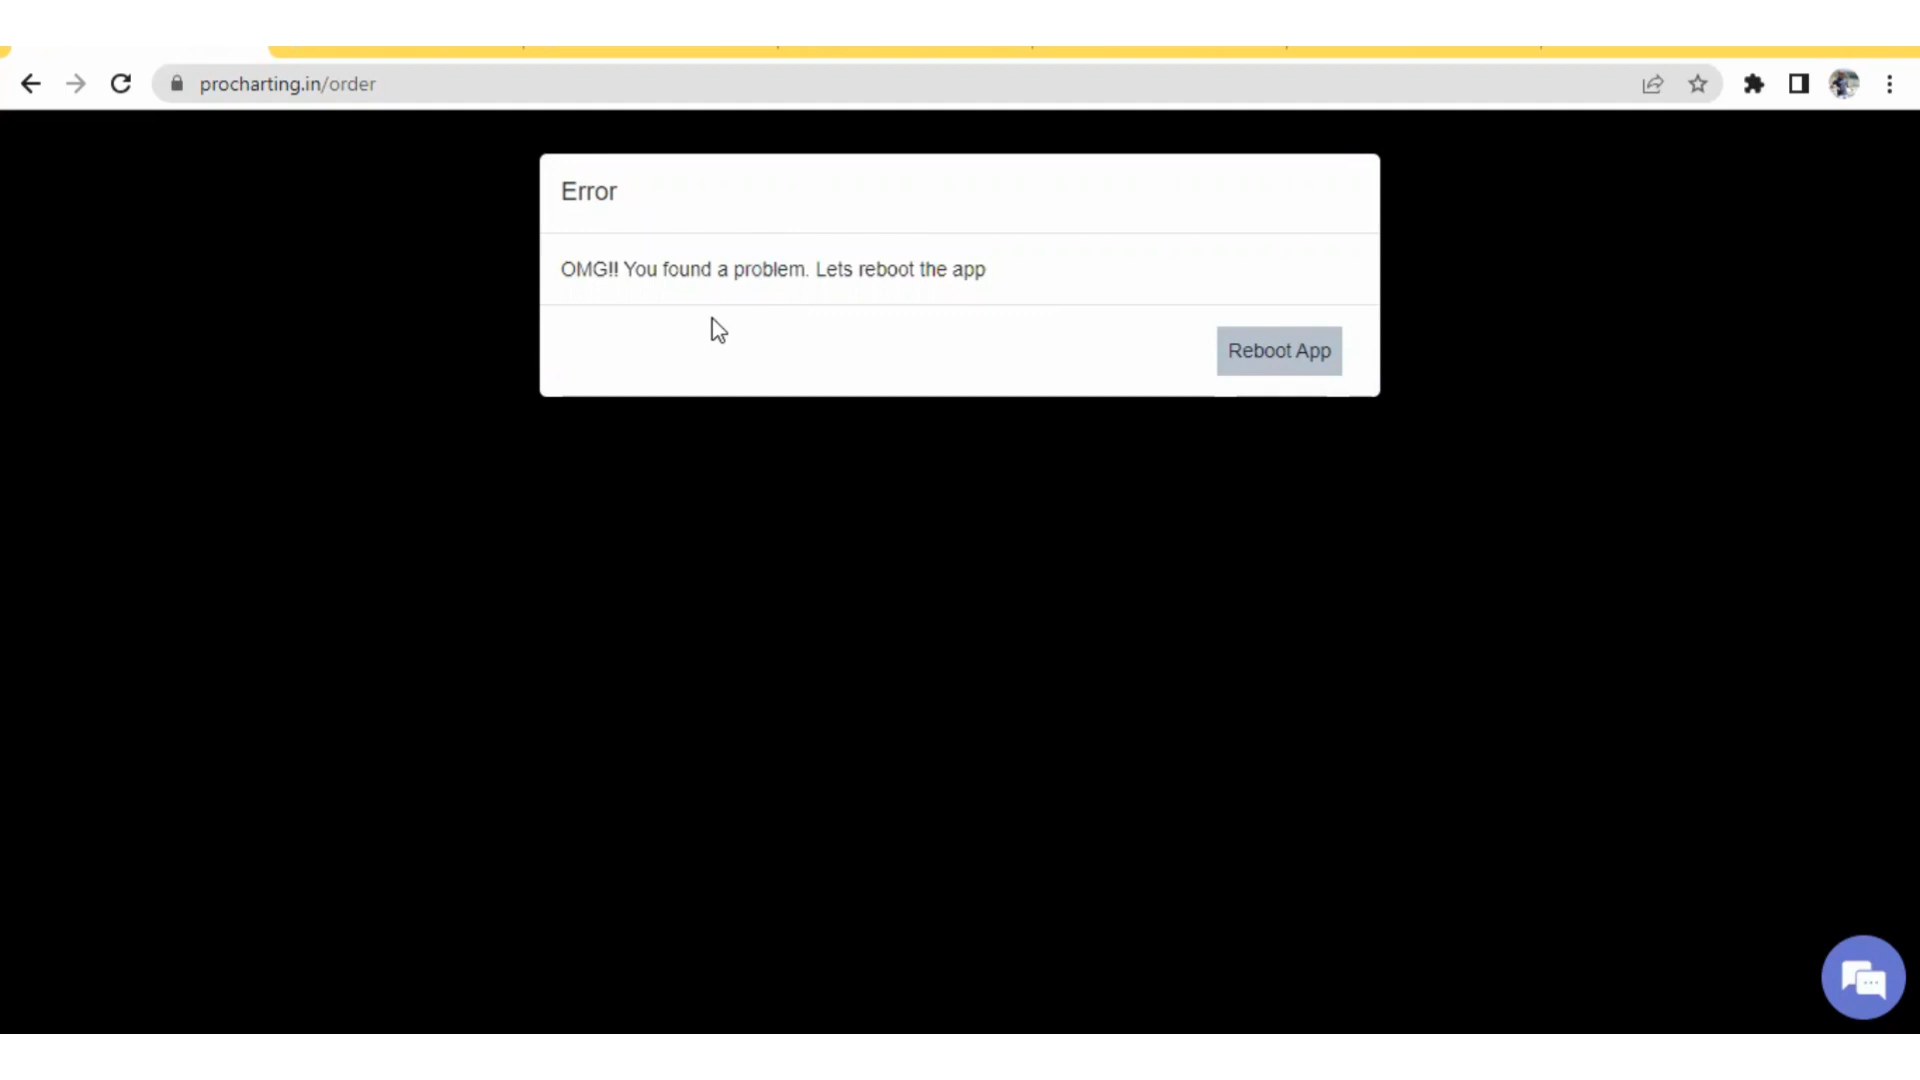 procharting.in/order
Error
OMG!! You found a problem. Lets reboot the app
Reboot App